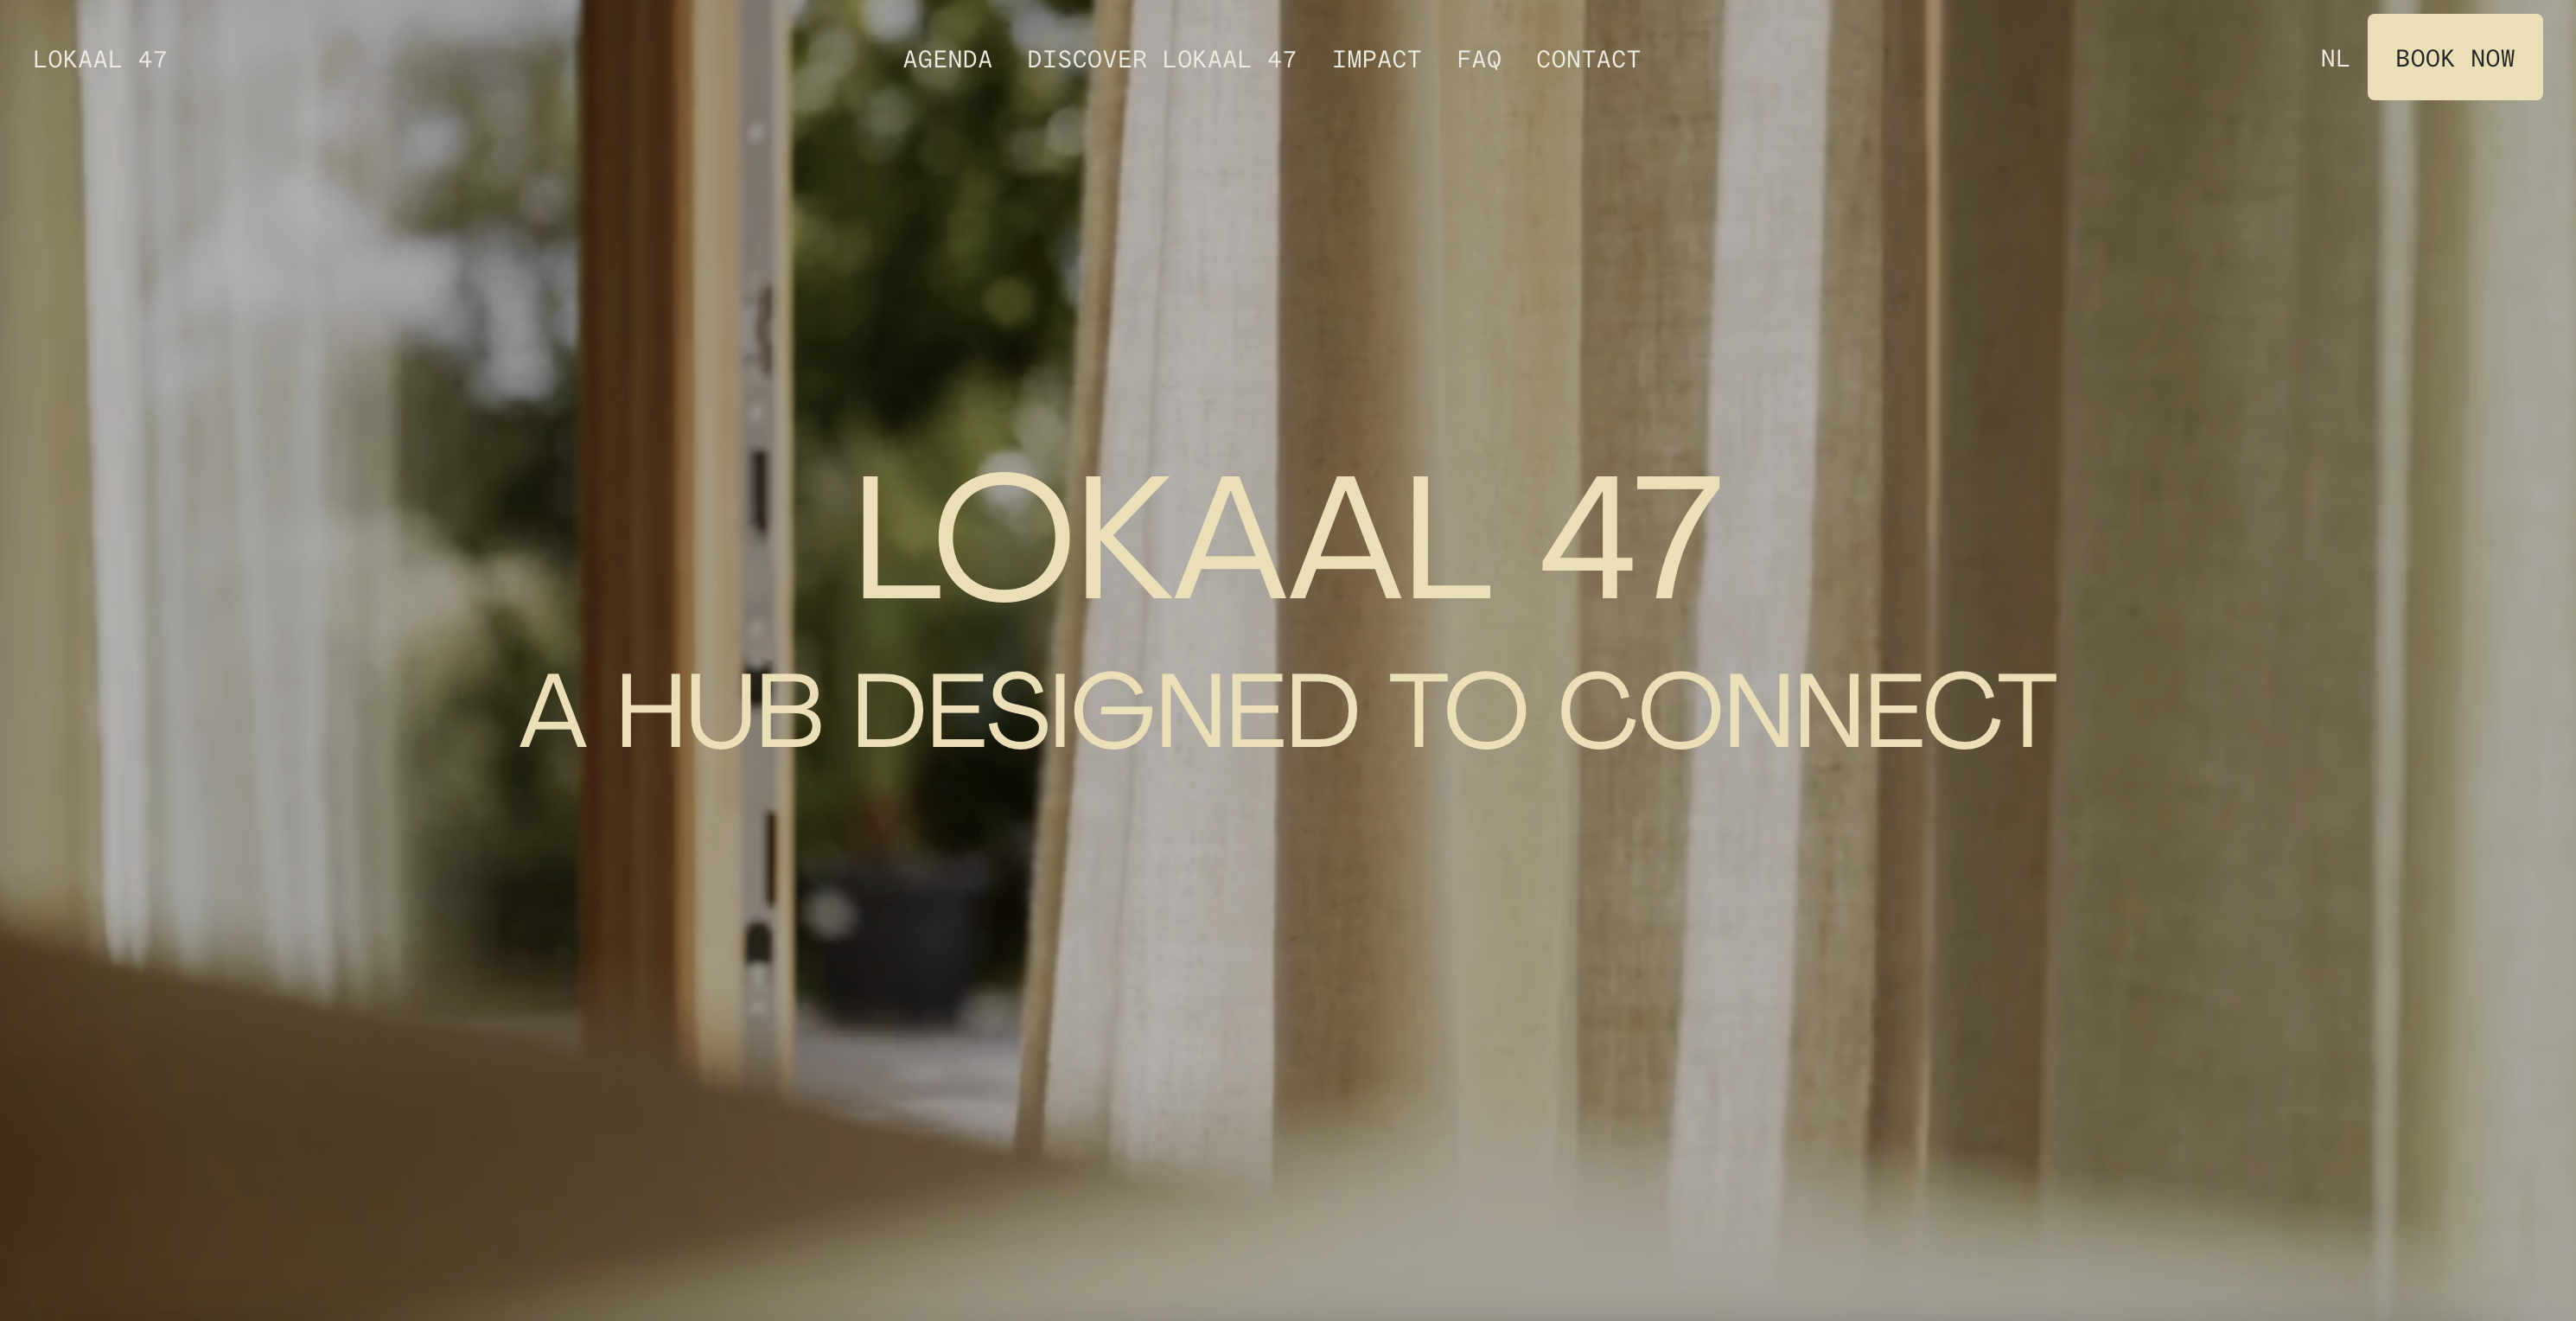 LOKAAL 47
AGENDA DISCOVER LOKAAL 47 IMPACT FAQ CONTACT
NL BOOK NOW
LOKAAL 47
A HUB DESIGNED TO CONNECT